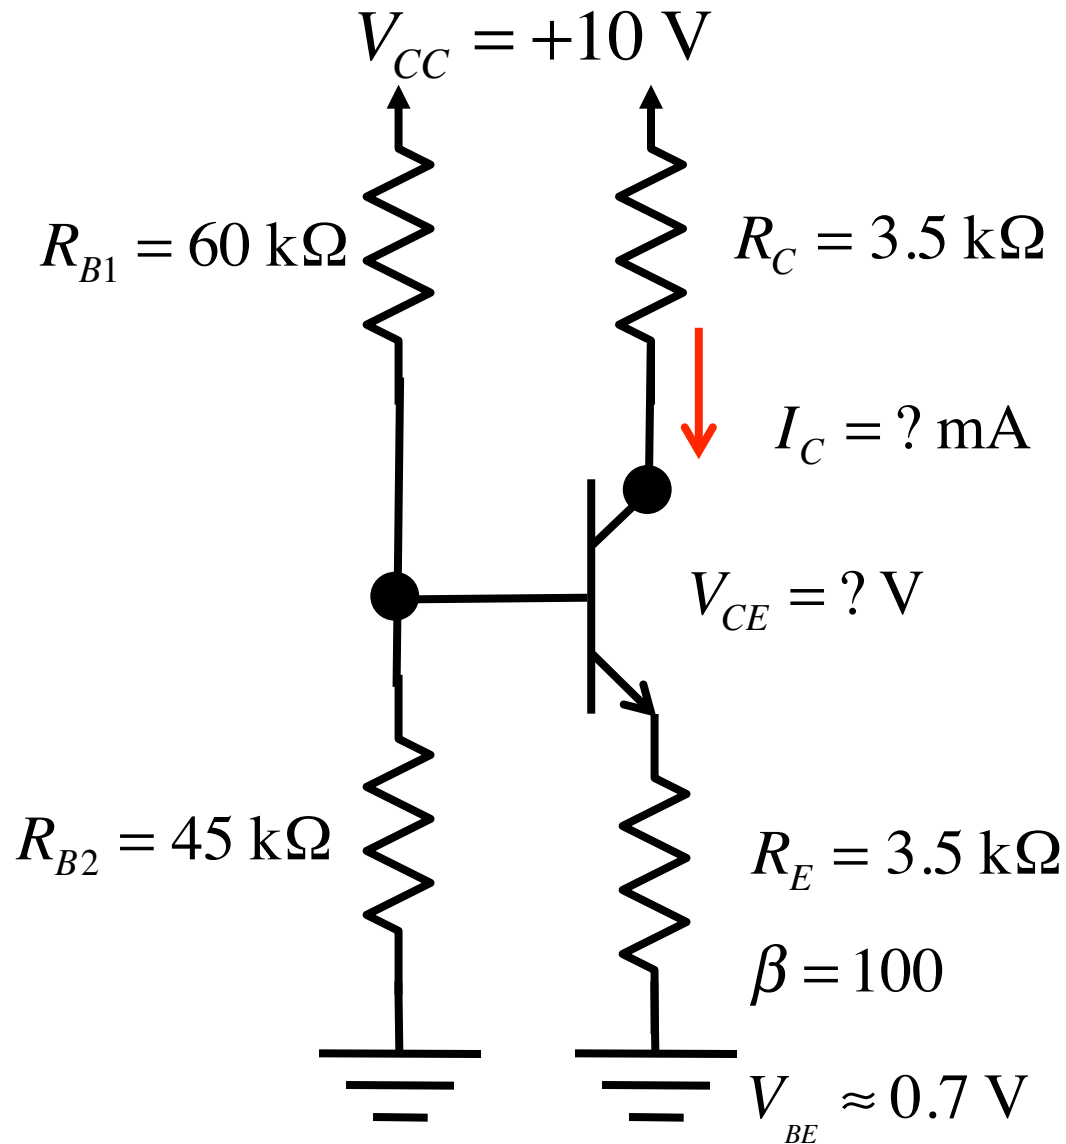 V_CC = +10 V
R_B1 = 60 kΩ
R_C = 3.5 kΩ
I_C = ? mA
V_CE = ? V
R_B2 = 45 kΩ
R_E = 3.5 kΩ
β = 100
V_BE ≈ 0.7 V